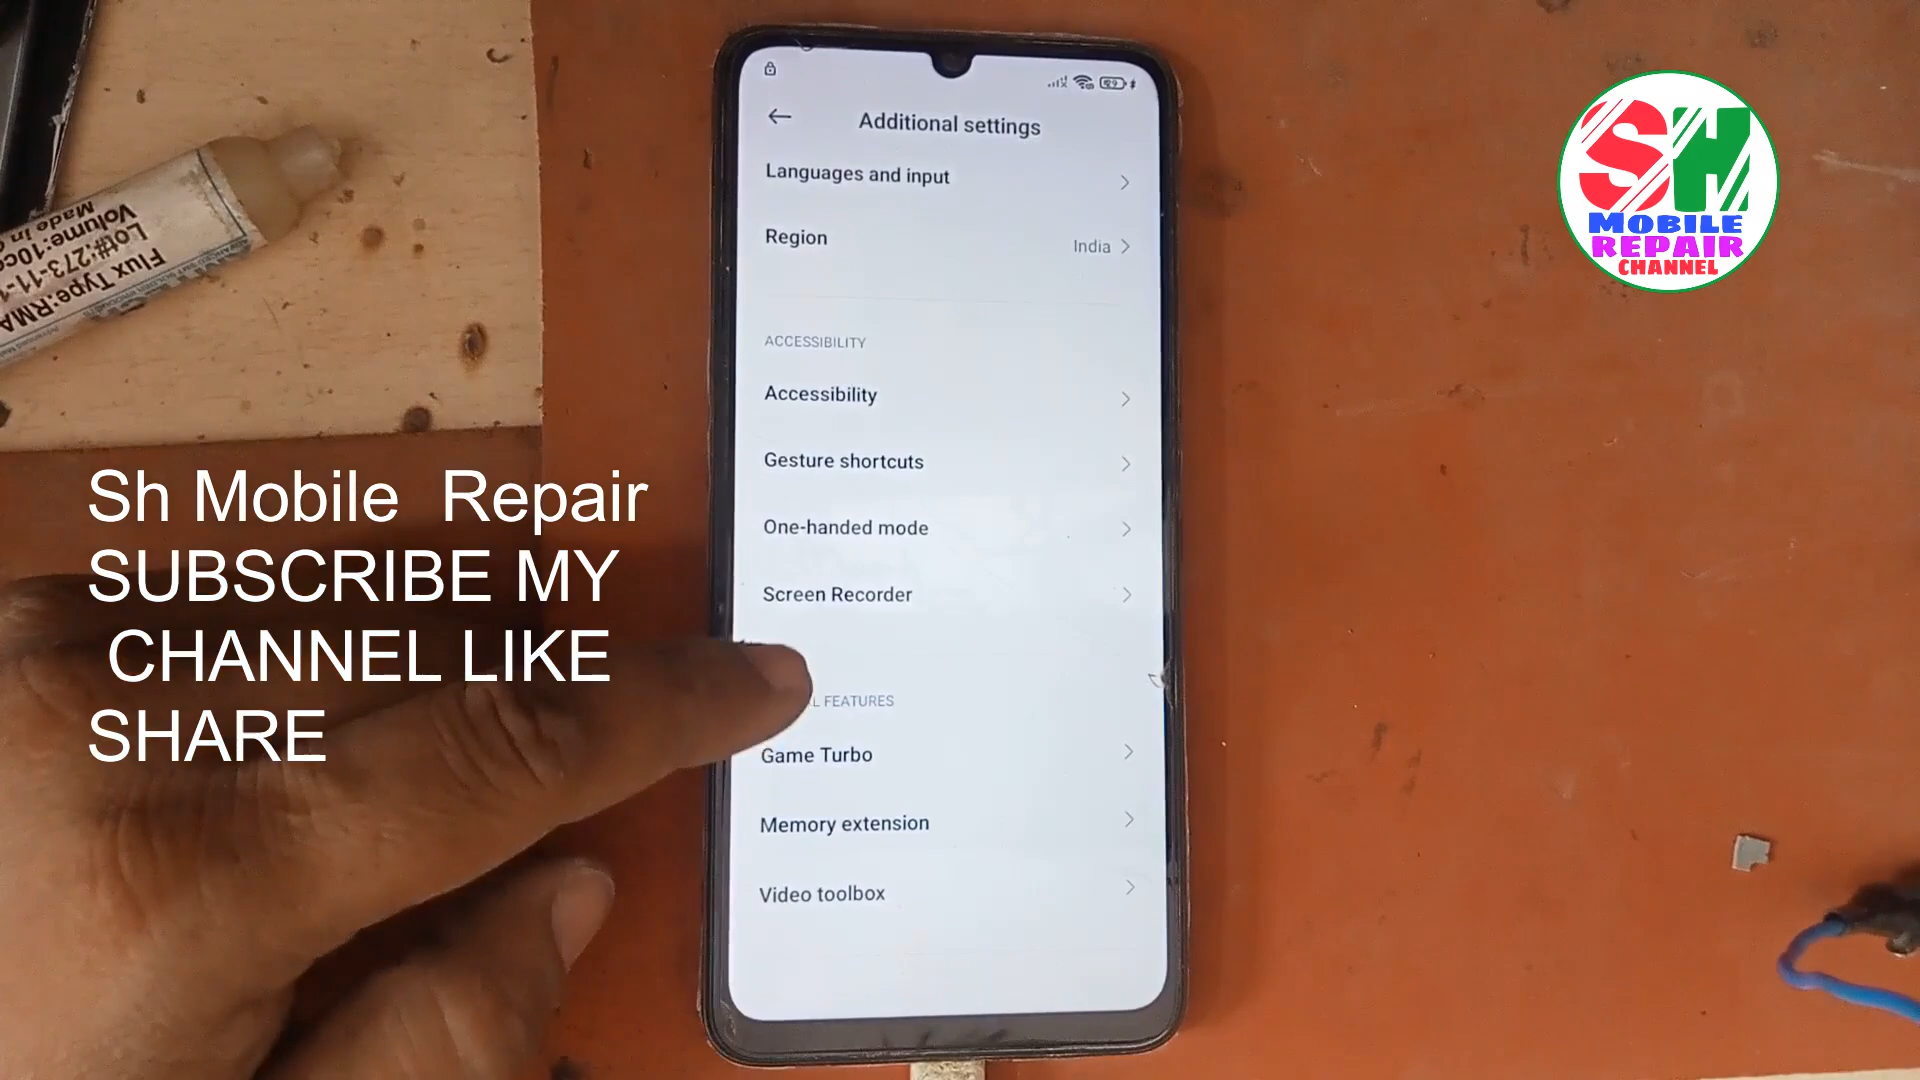 Additional settings
Languages and input
Region
India
ACCESSIBILITY
Accessibility
Gesture shortcuts
One-handed mode
Screen Recorder
FEATURES
Game Turbo
Memory extension
Video toolbox
Sh Mobile Repair
SUBSCRIBE MY
CHANNEL LIKE
SHARE
SH
MOBILE
REPAIR
CHANNEL
Made in
Volume:10cc
Lot#:273-11-
Flux Type:RMA